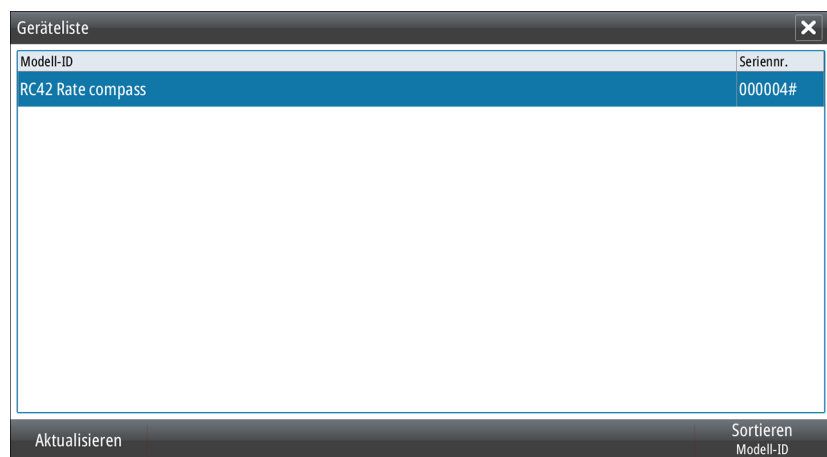 Geräteliste
Modell-ID Seriennr.
RC42 Rate compass 000004#
Aktualisieren Sortieren
Modell-ID